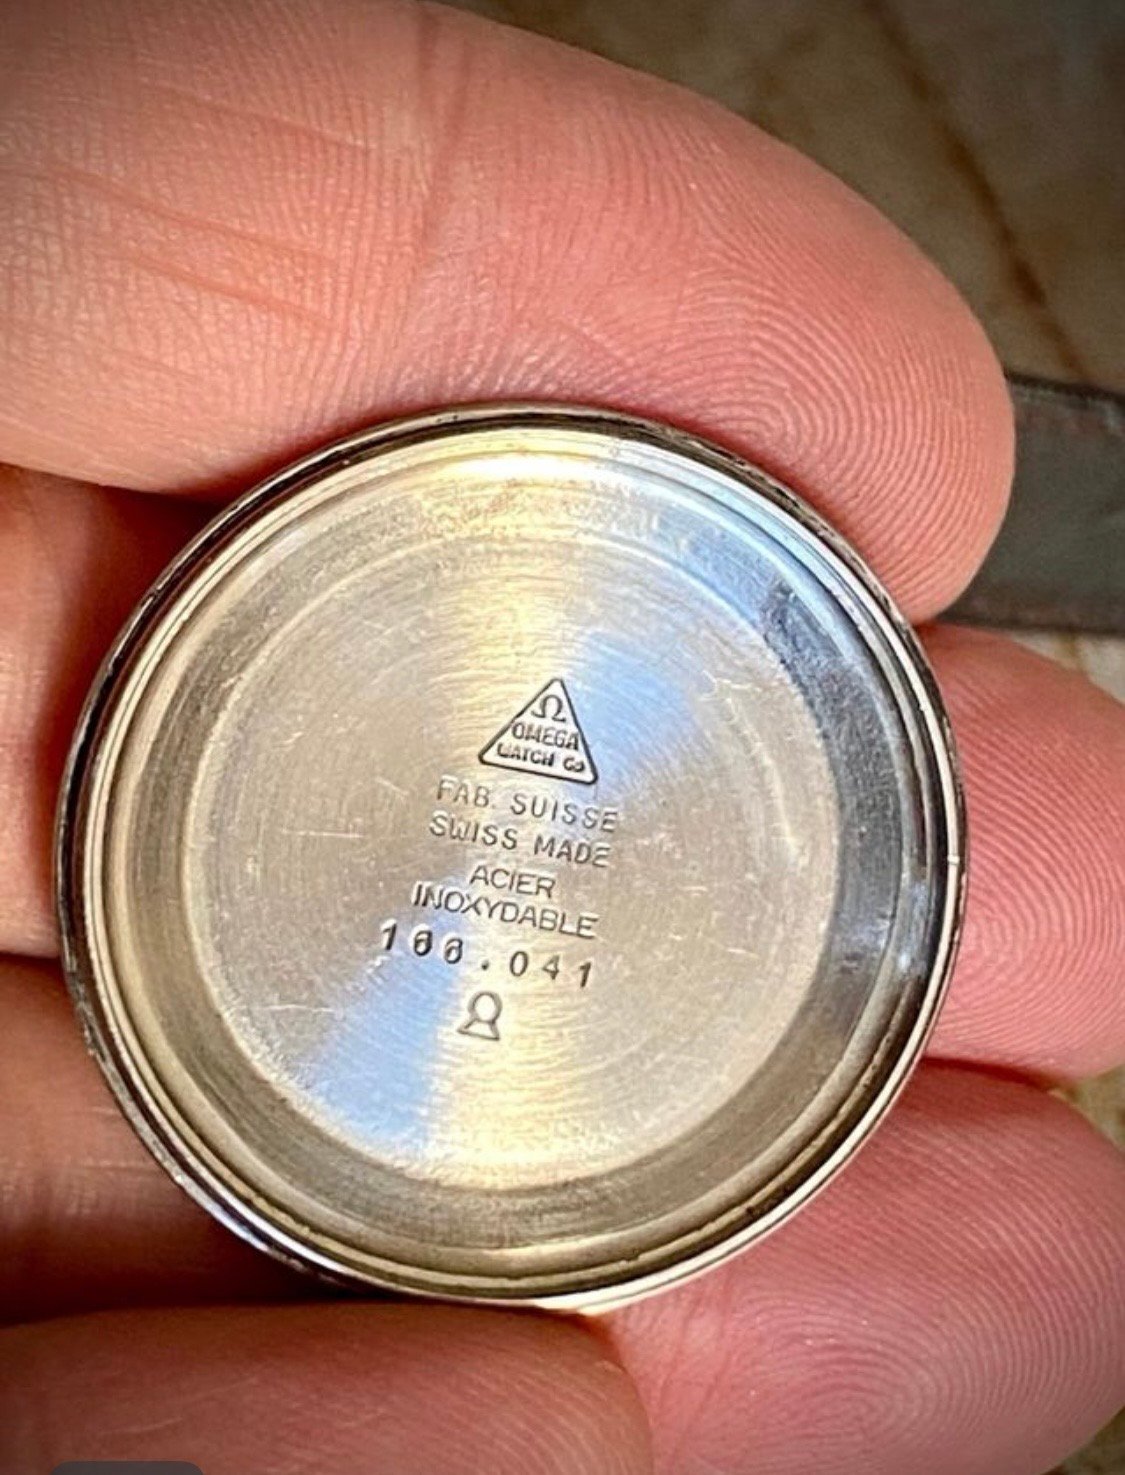 Ω
OMEGA
WATCH Co
FAB. SUISSE
SWISS MADE
ACIER
INOXYDABLE
166.041